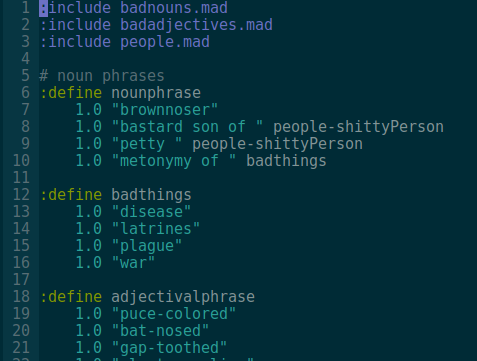 1 :include badnouns.mad
2 :include badadjectives.mad
3 :include people.mad
4
5 # noun phrases
6 :define nounphrase
7     1.0 "brownnoser"
8     1.0 "bastard son of " people-shittyPerson
9     1.0 "petty " people-shittyPerson
10     1.0 "metonymy of " badthings
11
12 :define badthings
13     1.0 "disease"
14     1.0 "latrines"
15     1.0 "plague"
16     1.0 "war"
17
18 :define adjectivalphrase
19     1.0 "puce-colored"
20     1.0 "bat-nosed"
21     1.0 "gap-toothed"